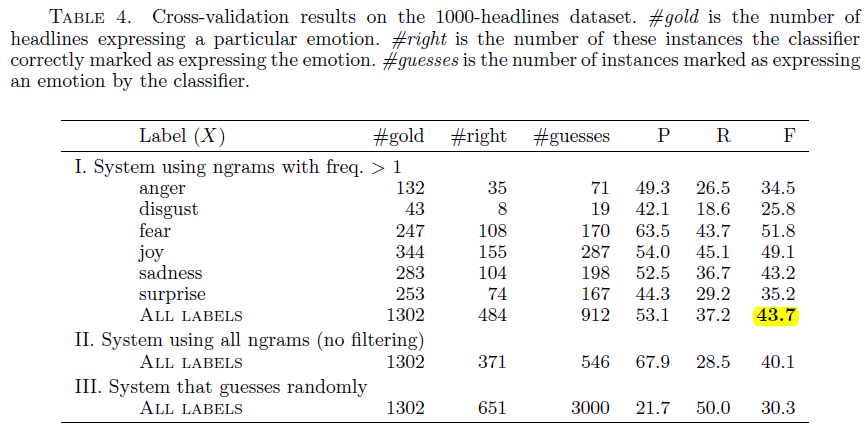 TABLE 4. Cross-validation results on the 1000-headlines dataset. #gold is the number of
headlines expressing a particular emotion. #right is the number of these instances the classifier
correctly marked as expressing the emotion. #guesses is the number of instances marked as expressing
an emotion by the classifier.
Label (X) #gold #right #guesses P R F
I. System using ngrams with freq. > 1
anger 132 35 71 49.3 26.5 34.5
disgust 43 8 19 42.1 18.6 25.8
fear 247 108 170 63.5 43.7 51.8
joy 344 155 287 54.0 45.1 49.1
sadness 283 104 198 52.5 36.7 43.2
surprise 253 74 167 44.3 29.2 35.2
ALL LABELS 1302 484 912 53.1 37.2 43.7
II. System using all ngrams (no filtering)
ALL LABELS 1302 371 546 67.9 28.5 40.1
III. System that guesses randomly
ALL LABELS 1302 651 3000 21.7 50.0 30.3